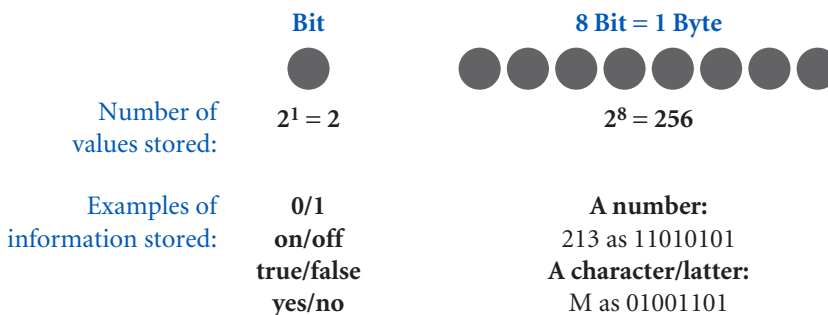 Bit
8 Bit = 1 Byte
Number of
values stored:
2¹ = 2
2⁸ = 256
Examples of
information stored:
0/1
on/off
true/false
yes/no
A number:
213 as 11010101
A character/latter:
M as 01001101